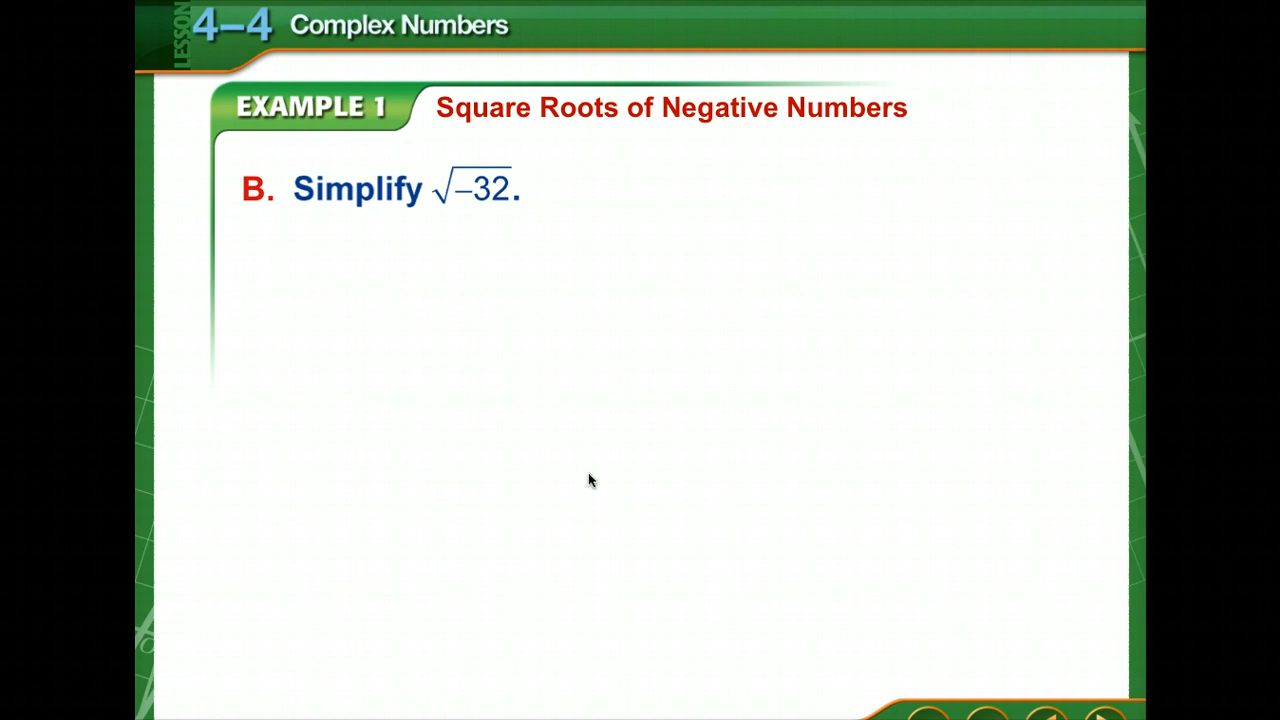 LESSON 4–4 Complex Numbers
EXAMPLE 1 Square Roots of Negative Numbers
B. Simplify √−32.